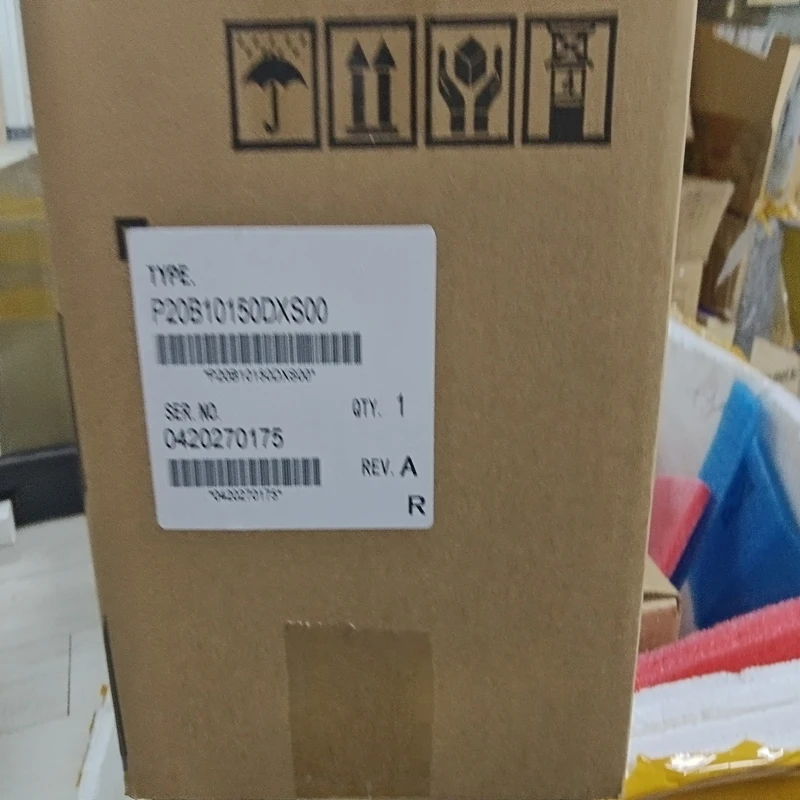 TYPE.
P20B10150DXS00
*P20B10150DXS00*
SER. NO.
QTY. 1
0420270175
REV. A
*0420270175*
R